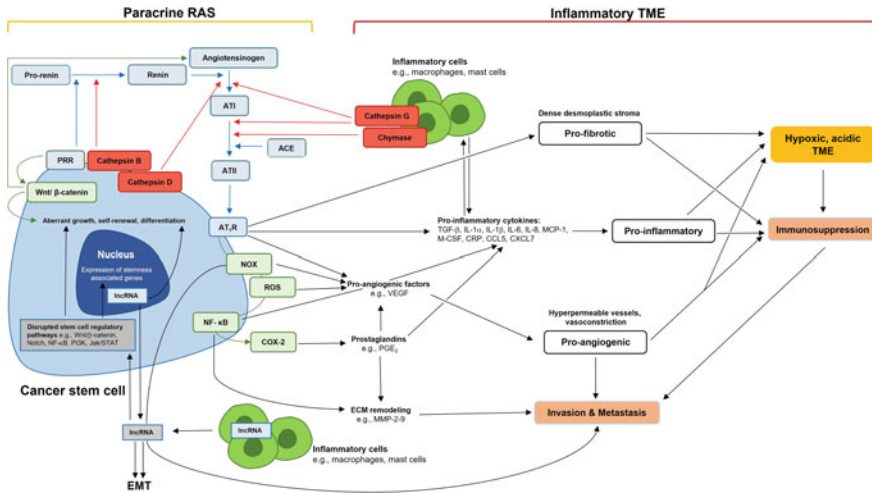 Paracrine RAS
Inflammatory TME
Angiotensinogen
Pro-renin
Renin
ATI
ACE
ATII
AT₁R
PRR
Cathepsin B
Cathepsin D
Wnt/ β-catenin
Aberrant growth, self-renewal, differentiation
Nucleus
Expression of stemness
associated genes
lncRNA
Disrupted stem cell regulatory
pathways e.g., Wnt/β-catenin,
Notch, NF-κB, PI3K, Jak/STAT
Cancer stem cell
NOX
ROS
NF- κB
COX-2
lncRNA
EMT
lncRNA
Inflammatory cells
e.g., macrophages, mast cells
Inflammatory cells
e.g., macrophages, mast cells
Cathepsin G
Chymase
Pro-inflammatory cytokines:
TGF-β, IL-1α, IL-1β, IL-6, IL-8, MCP-1,
M-CSF, CRP, CCL5, CXCL7
Pro-angiogenic factors
e.g., VEGF
Prostaglandins
e.g., PGE₂
ECM remodeling
e.g., MMP-2-9
Dense desmoplastic stroma
Pro-fibrotic
Pro-inflammatory
Hyperpermeable vessels,
vasoconstriction
Pro-angiogenic
Hypoxic, acidic
TME
Immunosuppression
Invasion & Metastasis